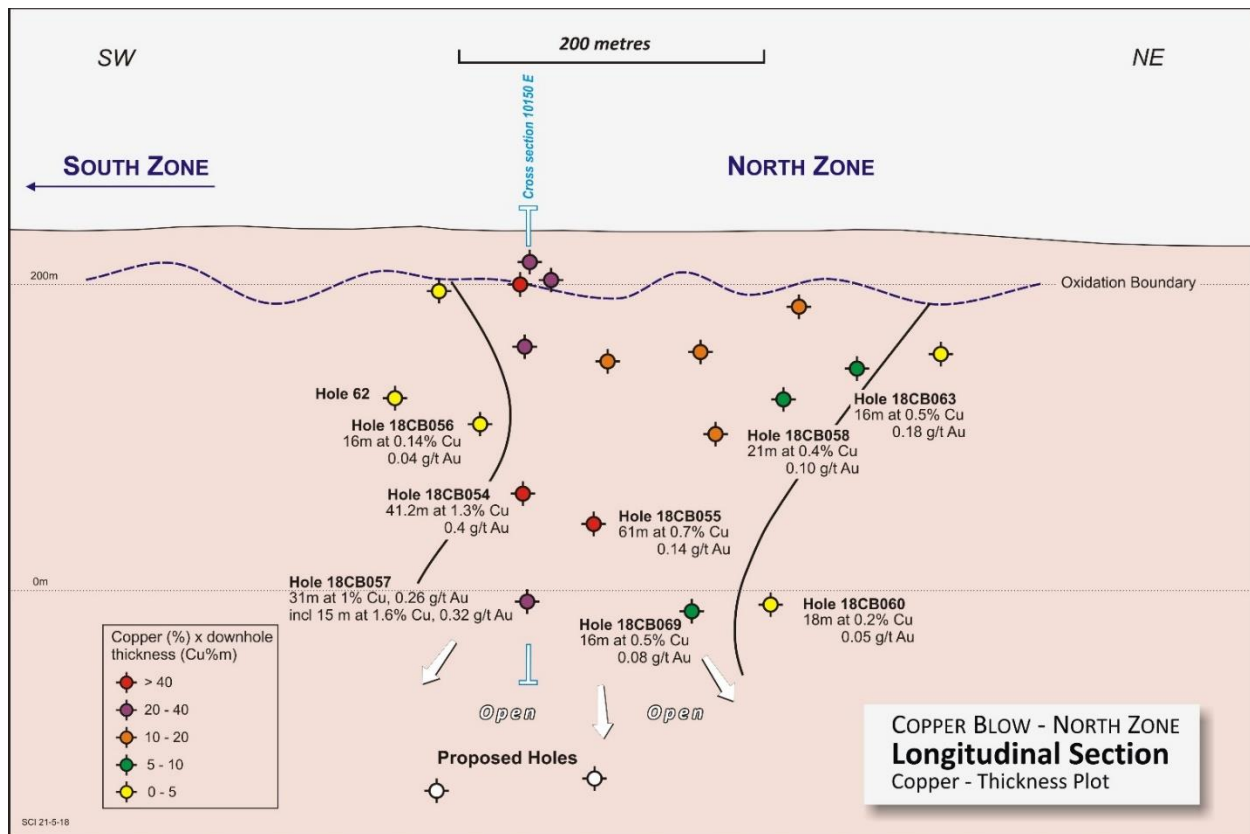 200 metres
SW
NE
Cross section 10150 E
SOUTH ZONE
NORTH ZONE
200m
Oxidation Boundary
Hole 62
Hole 18CB056
16m at 0.14% Cu
0.04 g/t Au
Hole 18CB063
16m at 0.5% Cu
0.18 g/t Au
Hole 18CB058
21m at 0.4% Cu
0.10 g/t Au
Hole 18CB054
41.2m at 1.3% Cu
0.4 g/t Au
Hole 18CB055
61m at 0.7% Cu
0.14 g/t Au
0m
Hole 18CB057
31m at 1% Cu, 0.26 g/t Au
incl 15 m at 1.6% Cu, 0.32 g/t Au
Hole 18CB069
16m at 0.5% Cu
0.08 g/t Au
Hole 18CB060
18m at 0.2% Cu
0.05 g/t Au
Copper (%) x downhole
thickness (Cu%m)
> 40
20 - 40
10 - 20
5 - 10
0 - 5
Open
Open
Proposed Holes
COPPER BLOW - NORTH ZONE
Longitudinal Section
Copper - Thickness Plot
SCI 21-5-18